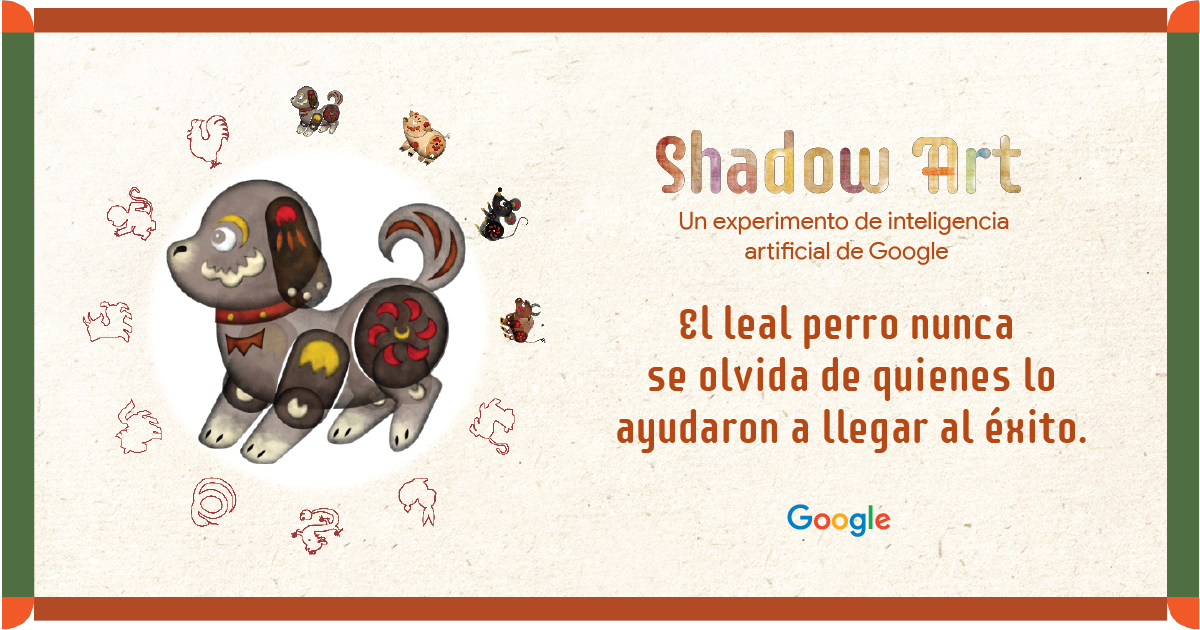 Shadow Art
Un experimento de inteligencia
artificial de Google
El leal perro nunca
se olvida de quienes lo
ayudaron a llegar al éxito.
Google